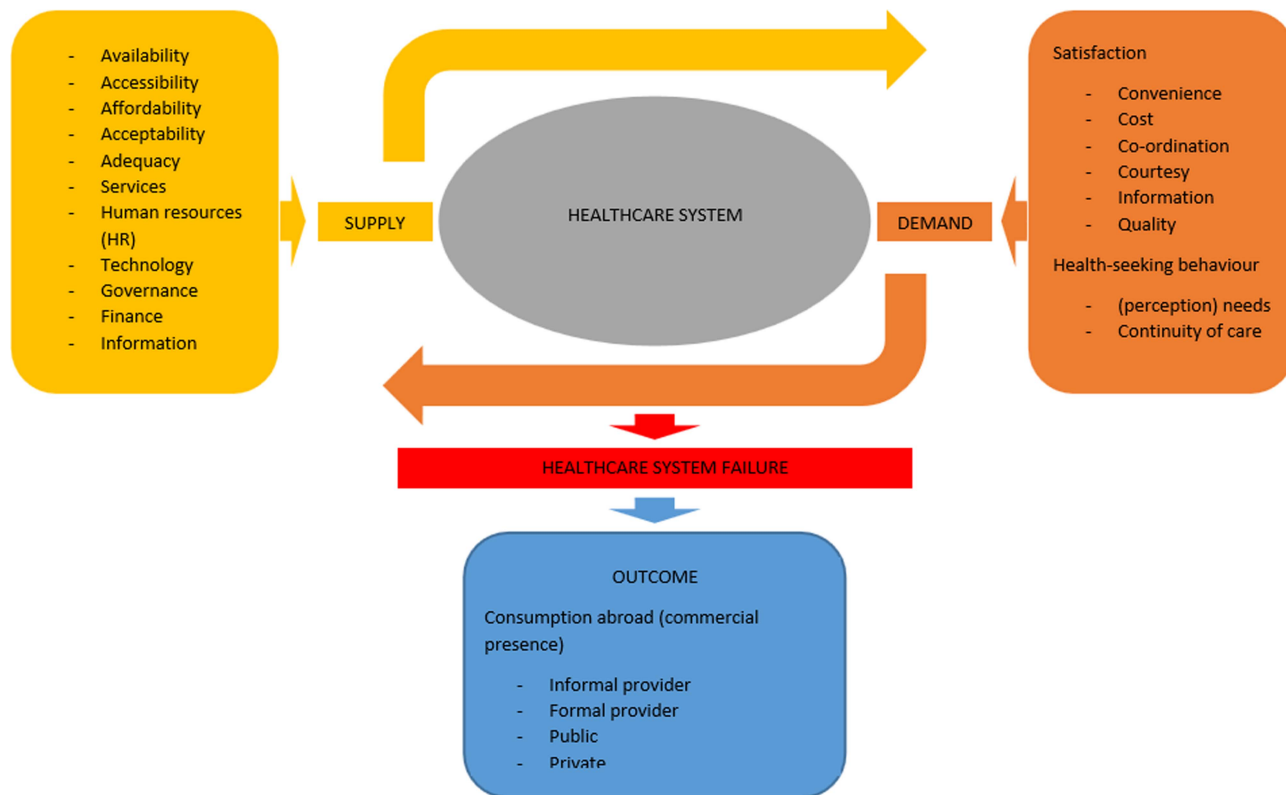 - Availability
- Accessibility
- Affordability
- Acceptability
- Adequacy
- Services
- Human resources
(HR)
- Technology
- Governance
- Finance
- Information
SUPPLY
HEALTHCARE SYSTEM
DEMAND
Satisfaction
- Convenience
- Cost
- Co-ordination
- Courtesy
- Information
- Quality
Health-seeking behaviour
- (perception) needs
- Continuity of care
HEALTHCARE SYSTEM FAILURE
OUTCOME
Consumption abroad (commercial
presence)
- Informal provider
- Formal provider
- Public
- Private